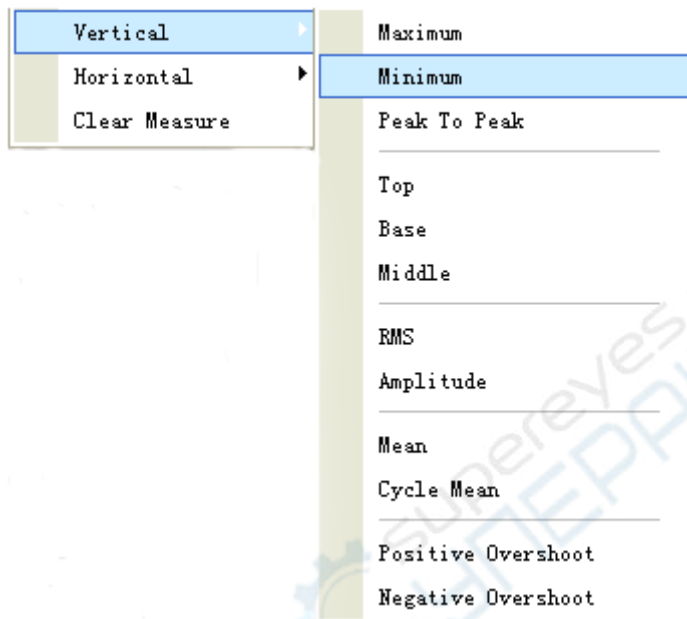 Vertical
Horizontal
Clear Measure
Maximum
Minimum
Peak To Peak
Top
Base
Middle
RMS
Amplitude
Mean
Cycle Mean
Positive Overshoot
Negative Overshoot
supereyes